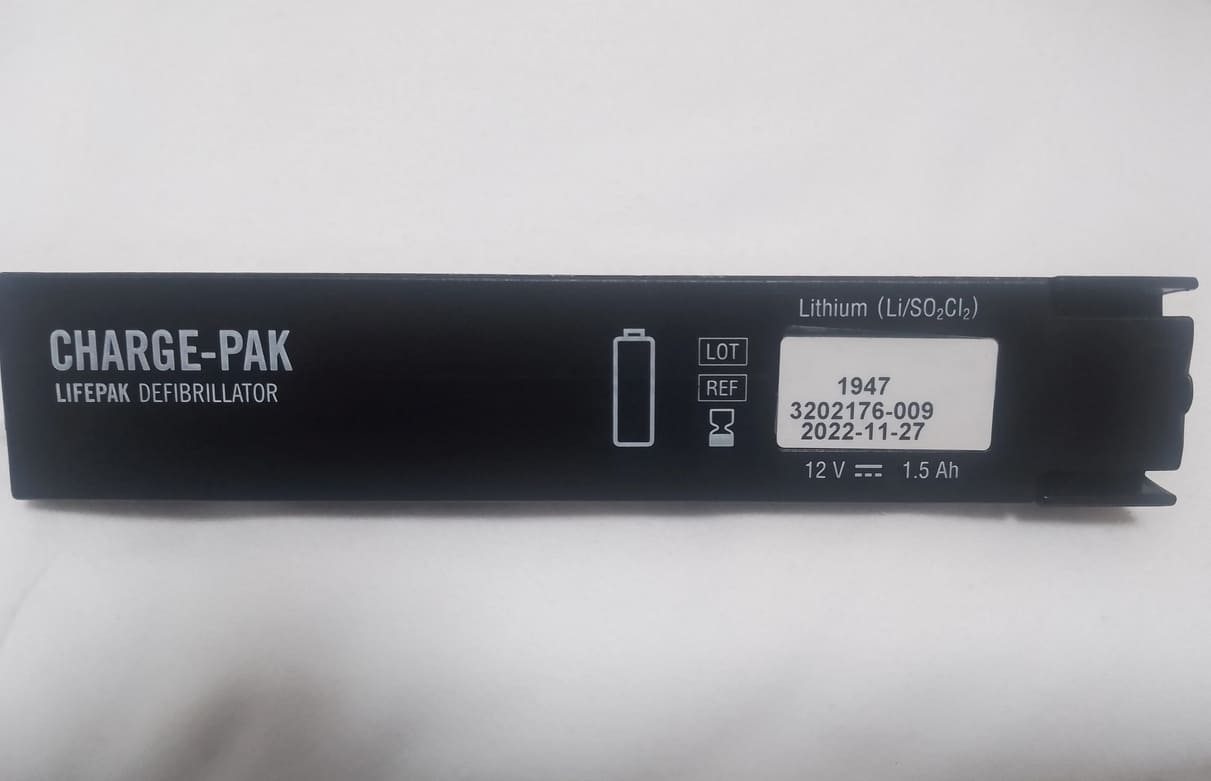 CHARGE-PAK
LIFEPAK DEFIBRILLATOR
LOT
REF
Lithium (Li/SO₂Cl₂)
1947
3202176-009
2022-11-27
12 V ⎓ 1.5 Ah